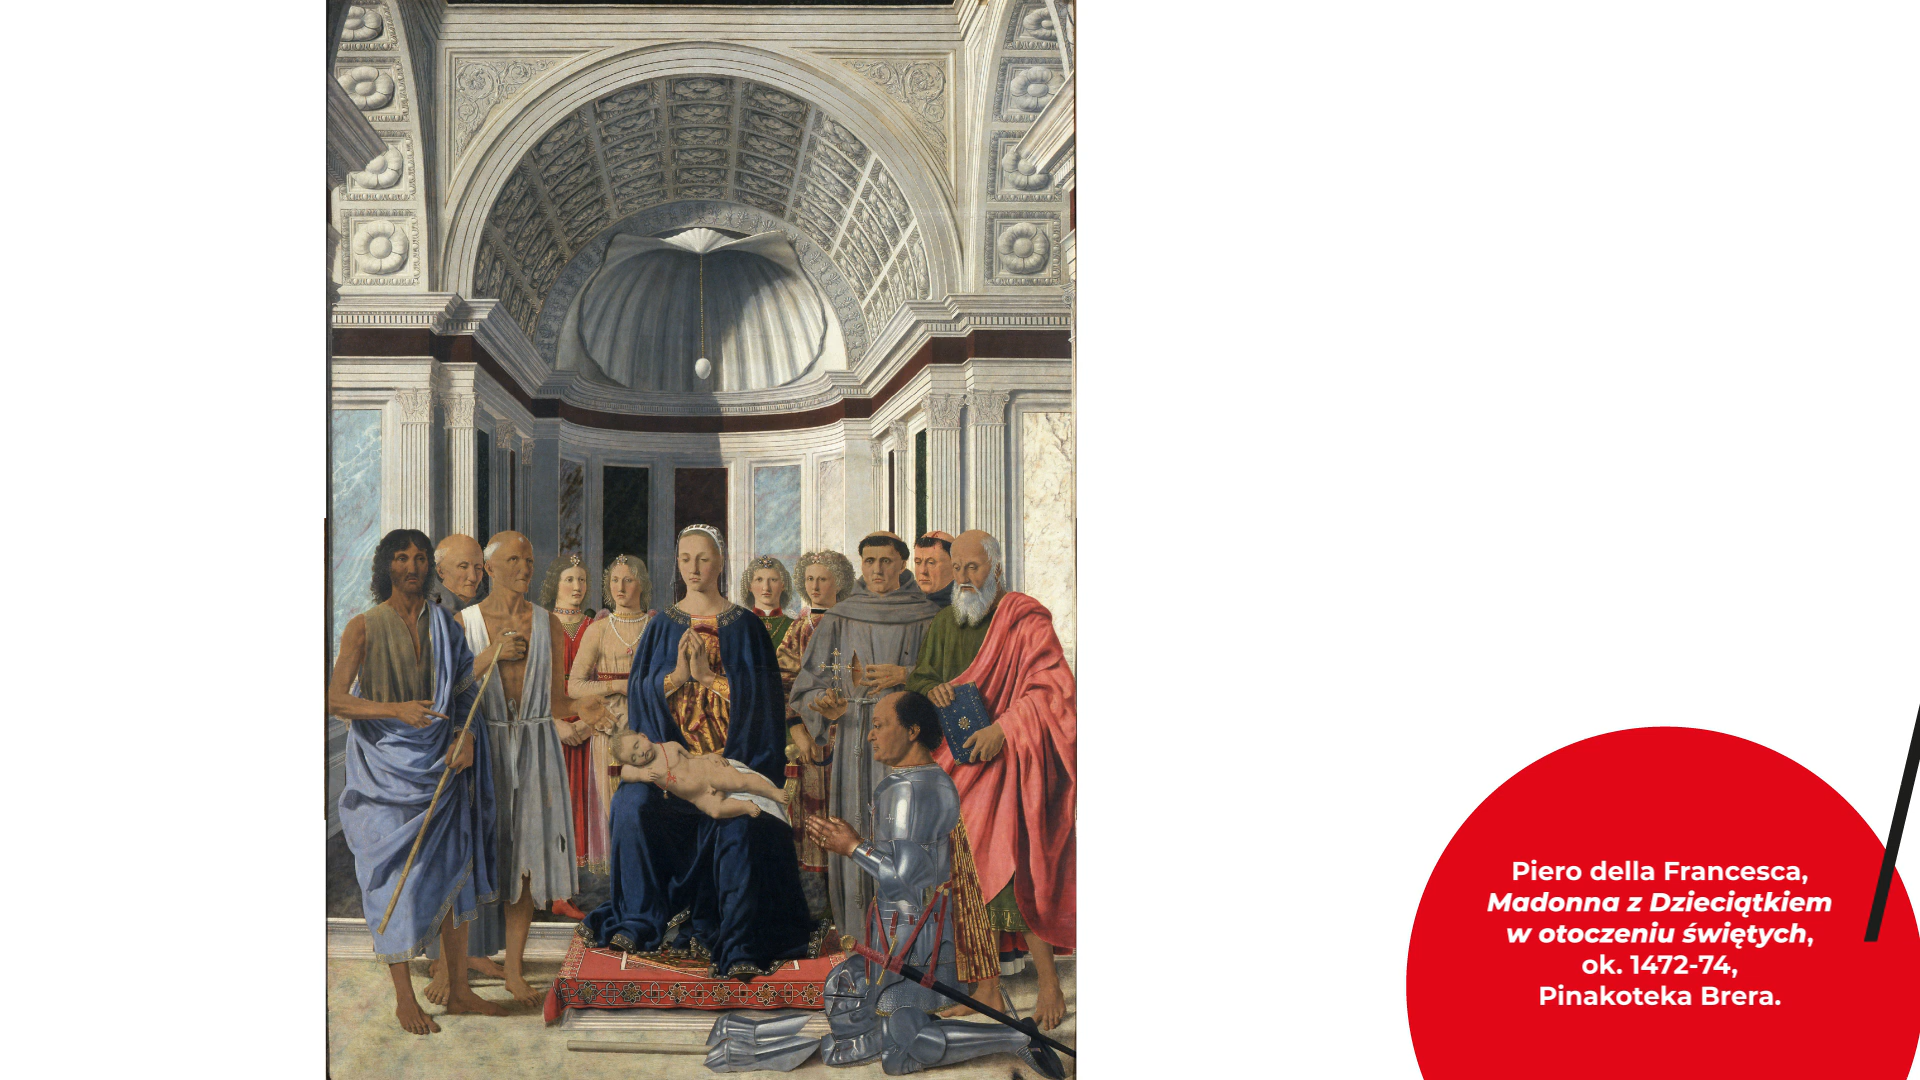 Piero della Francesca,
Madonna z Dzieciątkiem
w otoczeniu świętych,
ok. 1472-74,
Pinakoteka Brera.